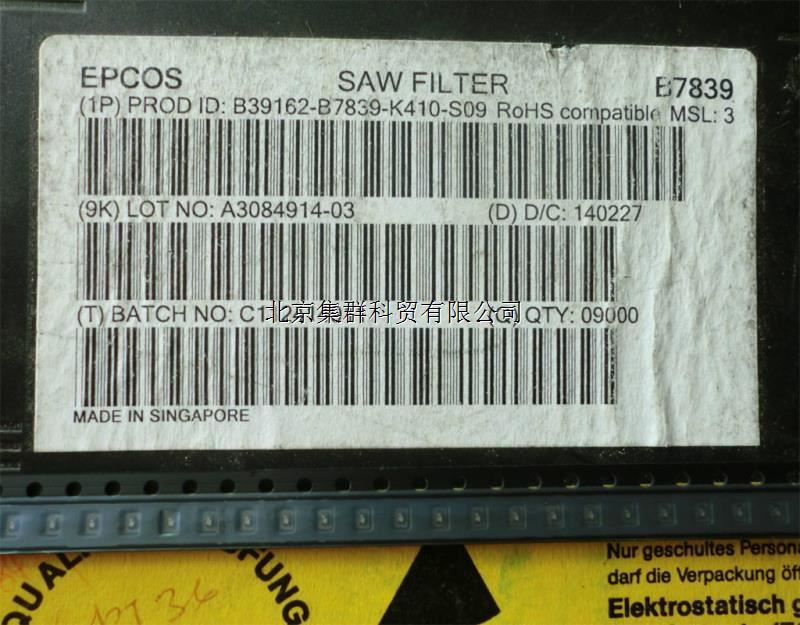 EPCOS SAW FILTER B7839
(1P) PROD ID: B39162-B7839-K410-S09 RoHS compatible MSL: 3
(9K) LOT NO: A3084914-03 (D) D/C: 140227
(T) BATCH NO: QTY: 09000
北京集群科贸有限公司
MADE IN SINGAPORE
Nur geschultes
darf die Verpackung
Elektrostatisch